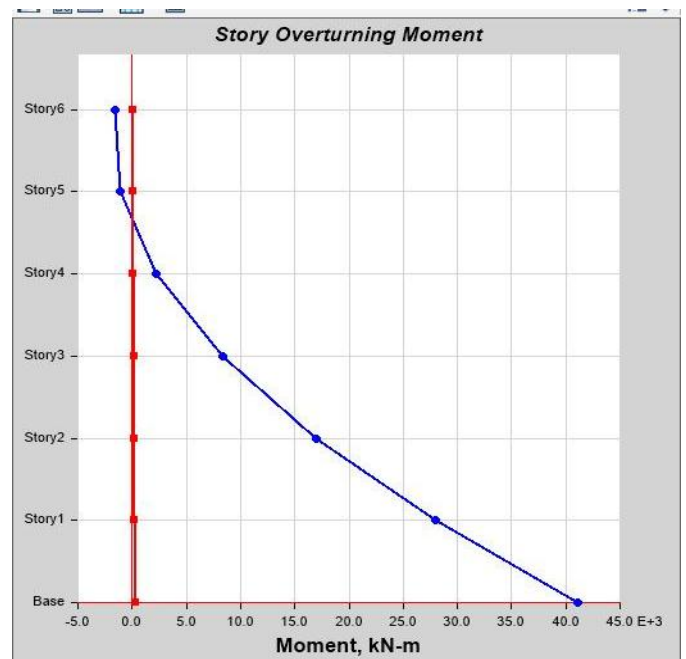 Story Overturning Moment
Story6
Story5
Story4
Story3
Story2
Story1
Base
-5.0 0.0 5.0 10.0 15.0 20.0 25.0 30.0 35.0 40.0 45.0 E+3
Moment, kN-m